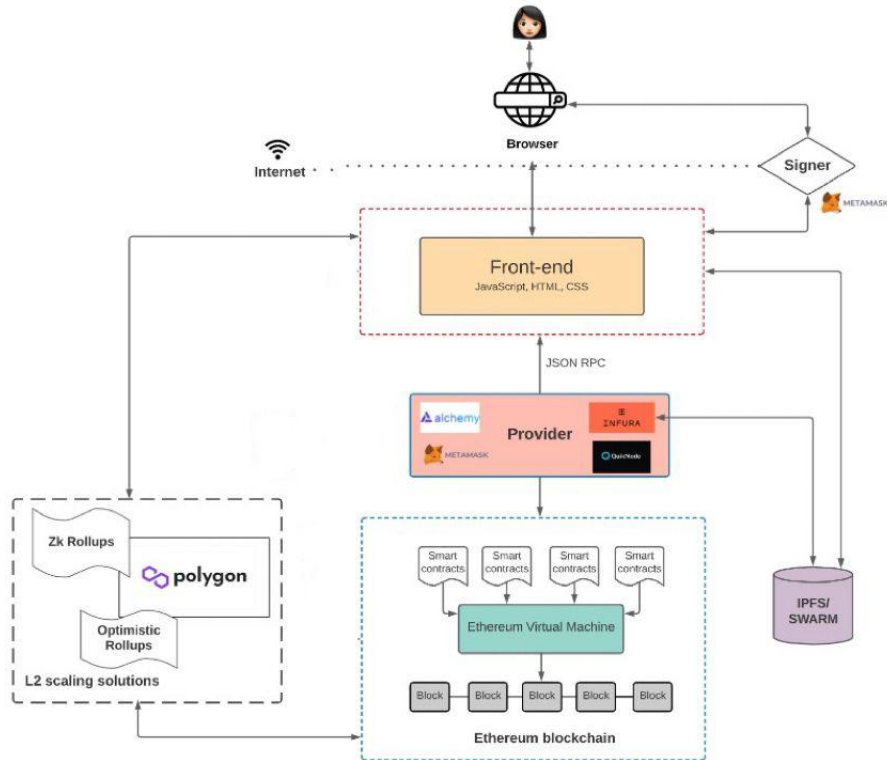 Browser
Internet
Signer
METAMASK
Front-end
JavaScript, HTML, CSS
JSON RPC
alchemy
Provider
INFURA
METAMASK
QuickNode
Zk Rollups
polygon
Optimistic
Rollups
L2 scaling solutions
Smart
contracts
Smart
contracts
Smart
contracts
Smart
contracts
Ethereum Virtual Machine
Block
Block
Block
Block
Block
Ethereum blockchain
IPFS/
SWARM